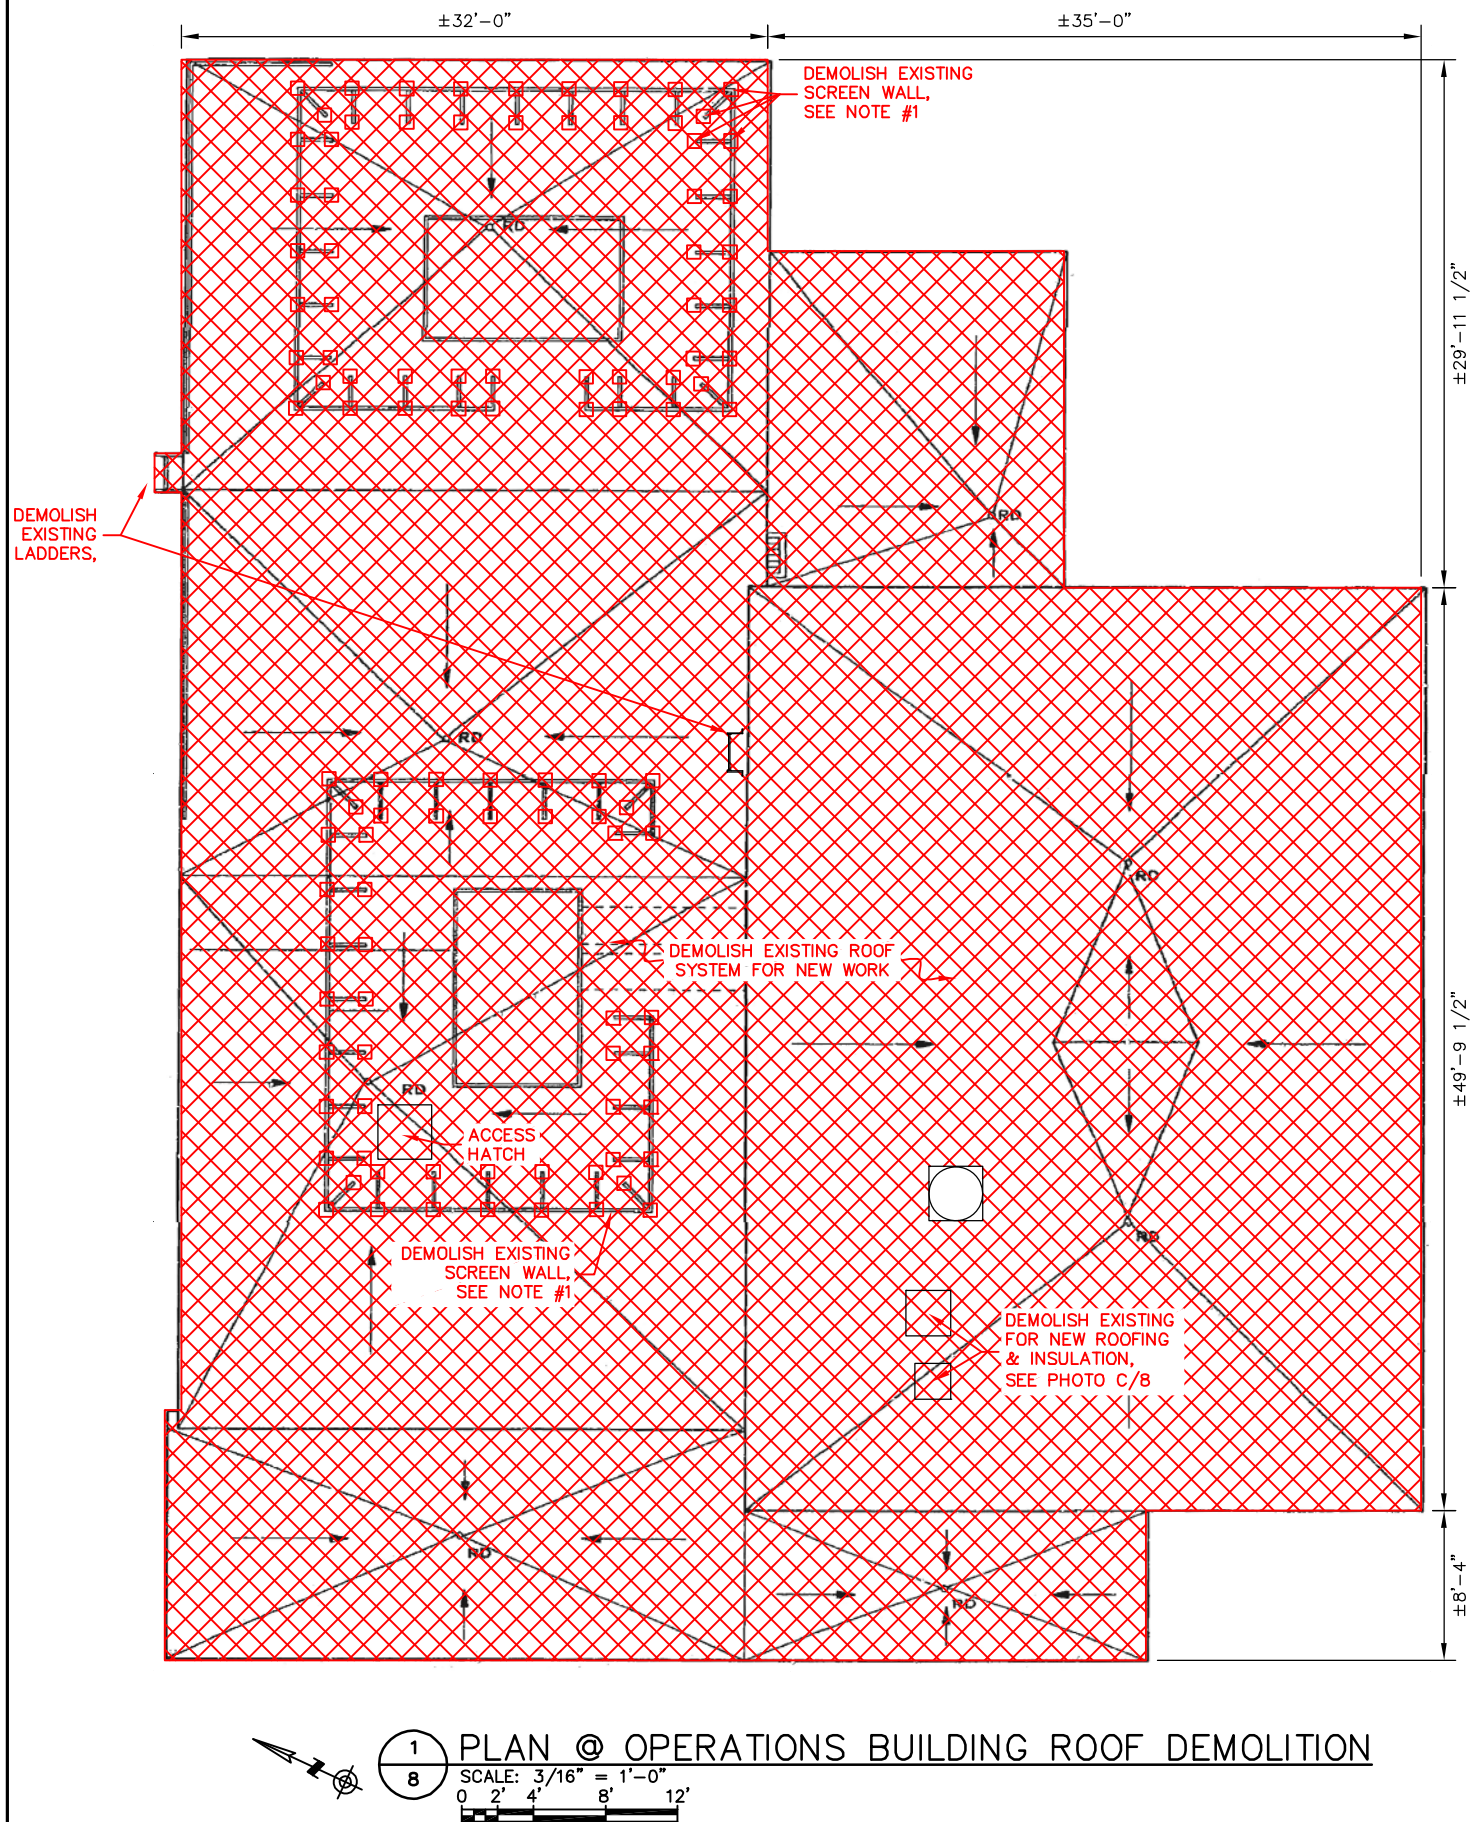 ±32'-0"
±35'-0"
DEMOLISH EXISTING
SCREEN WALL,
SEE NOTE #1
RD
±29'-11 1/2"
DEMOLISH
EXISTING
LADDERS,
RD
RD
RD
DEMOLISH EXISTING ROOF
SYSTEM FOR NEW WORK
±49'-9 1/2"
RD
ACCESS
HATCH
RD
DEMOLISH EXISTING
SCREEN WALL,
SEE NOTE #1
DEMOLISH EXISTING
FOR NEW ROOFING
& INSULATION,
SEE PHOTO C/8
RD
RD
±8'-4"
N
1
8
PLAN @ OPERATIONS BUILDING ROOF DEMOLITION
SCALE: 3/16" = 1'-0"
0 2' 4' 8' 12'